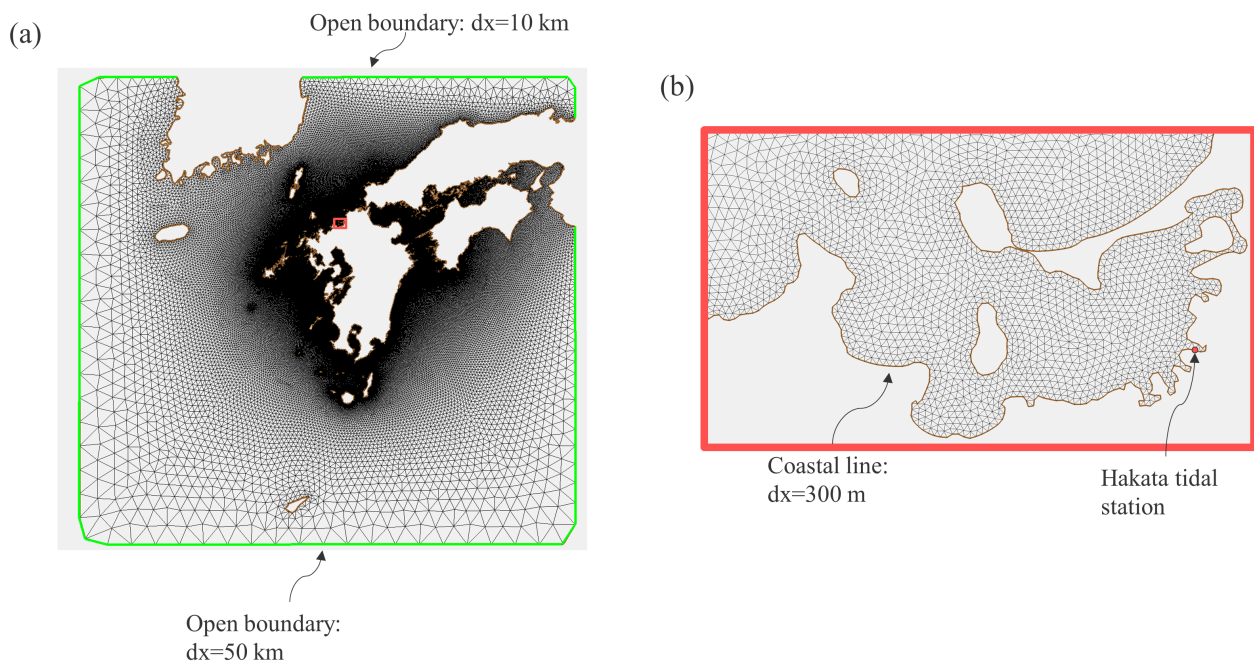 (a)
Open boundary: dx=10 km
Open boundary:
dx=50 km
(b)
Coastal line:
dx=300 m
Hakata tidal
station